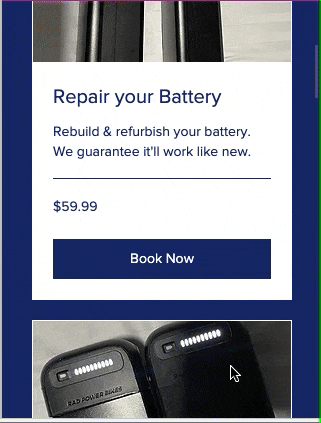 Repair your Battery
Rebuild & refurbish your battery.
We guarantee it'll work like new.
$59.99
Book Now
RAD POWER BIKES